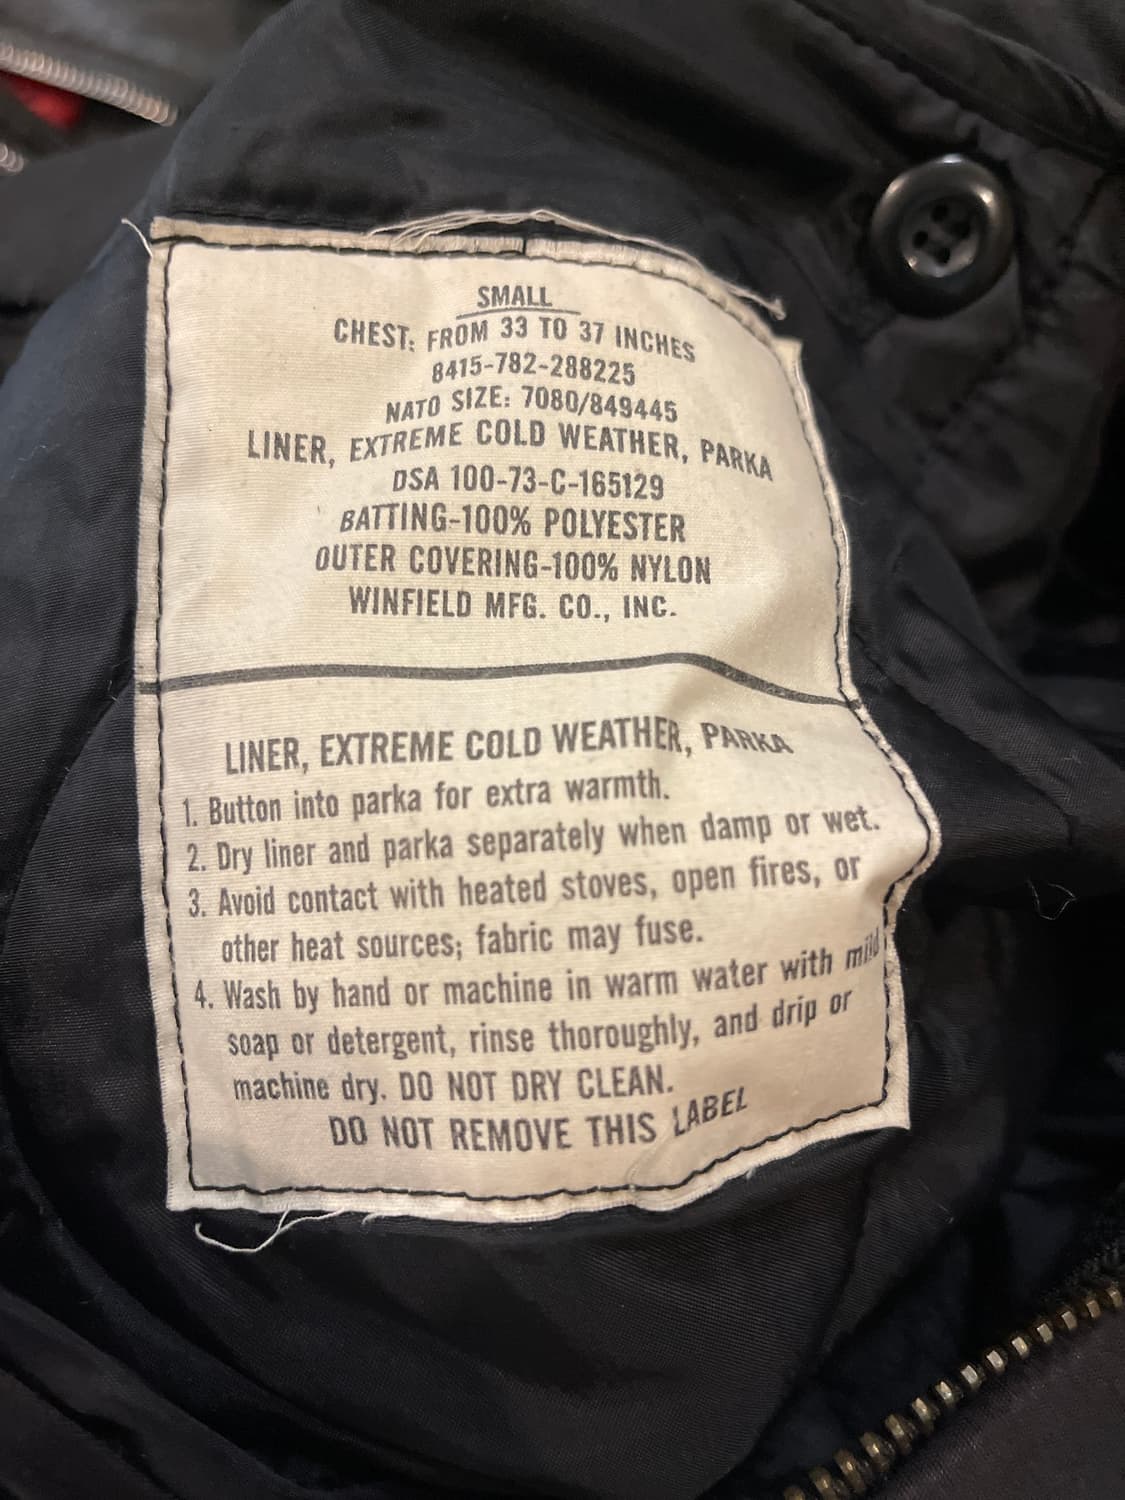 SMALL
CHEST: FROM 33 TO 37 INCHES
8415-782-288225
NATO SIZE: 7080/849445
LINER, EXTREME COLD WEATHER, PARKA
DSA 100-73-C-165129
BATTING-100% POLYESTER
OUTER COVERING-100% NYLON
WINFIELD MFG. CO., INC.
LINER, EXTREME COLD WEATHER, PARKA
1. Button into parka for extra warmth.
2. Dry liner and parka separately when damp or wet.
3. Avoid contact with heated stoves, open fires, or
other heat sources; fabric may fuse.
4. Wash by hand or machine in warm water with mild
soap or detergent, rinse thoroughly, and drip or
machine dry. DO NOT DRY CLEAN.
DO NOT REMOVE THIS LABEL